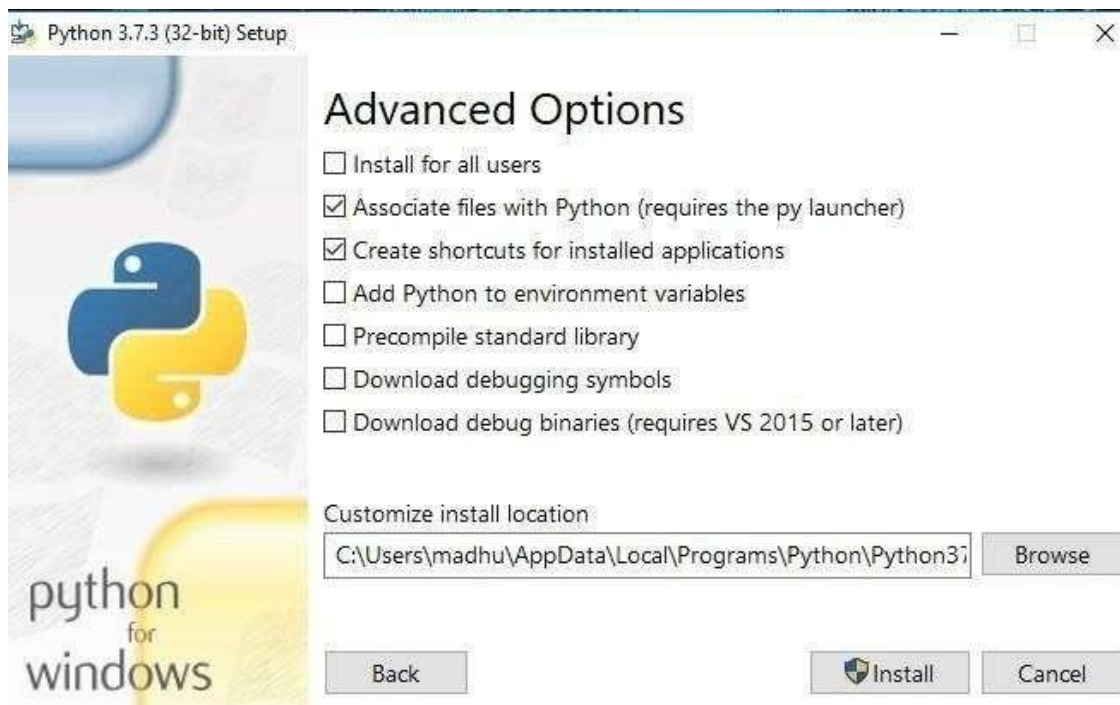 Python 3.7.3 (32-bit) Setup
Advanced Options
Install for all users
Associate files with Python (requires the py launcher)
Create shortcuts for installed applications
Add Python to environment variables
Precompile standard library
Download debugging symbols
Download debug binaries (requires VS 2015 or later)
Customize install location
C:\Users\madhu\AppData\Local\Programs\Python\Python37
Browse
python
for
windows
Back
Install
Cancel